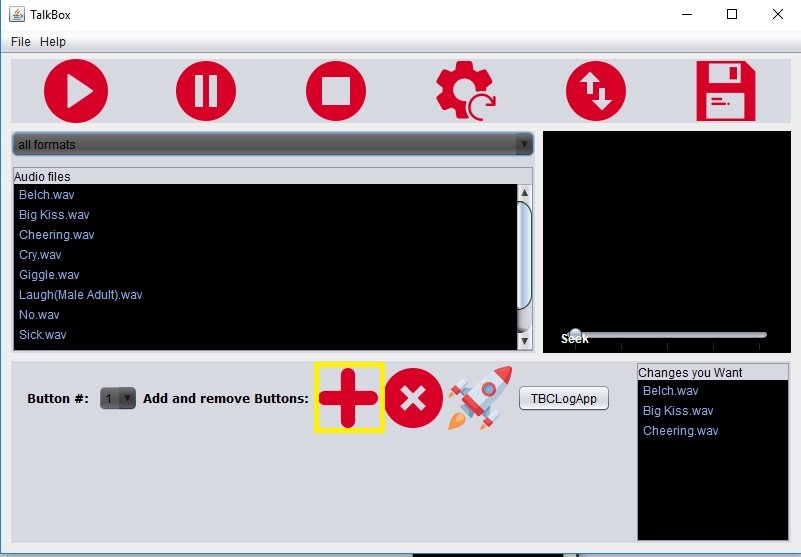 TalkBox
File Help
all formats
Audio files
Belch.wav
Big Kiss.wav
Cheering.wav
Cry.wav
Giggle.wav
Laugh(Male Adult).wav
No.wav
Sick.wav
Seek
Button #: 1 Add and remove Buttons: TBCLogApp
Changes you Want
Belch.wav
Big Kiss.wav
Cheering.wav